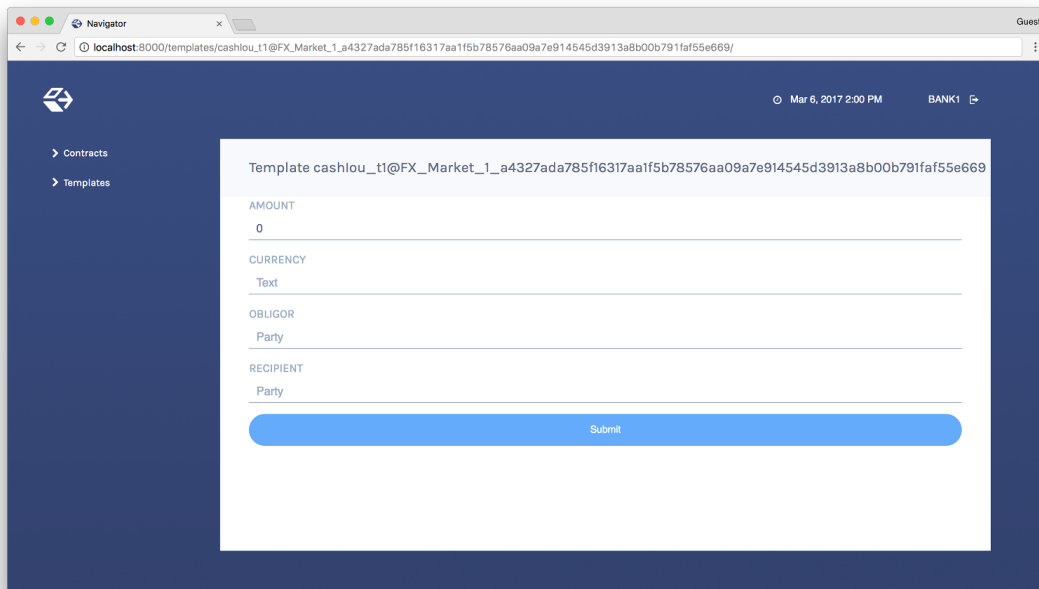 Navigator
Guest
localhost:8000/templates/cashIou_t1@FX_Market_1_a4327ada785f16317aa1f5b78576aa09a7e914545d3913a8b00b791faf55e669/
Mar 6, 2017 2:00 PM
BANK1
Contracts
Templates
Template cashIou_t1@FX_Market_1_a4327ada785f16317aa1f5b78576aa09a7e914545d3913a8b00b791faf55e669
AMOUNT
0
CURRENCY
Text
OBLIGOR
Party
RECIPIENT
Party
Submit